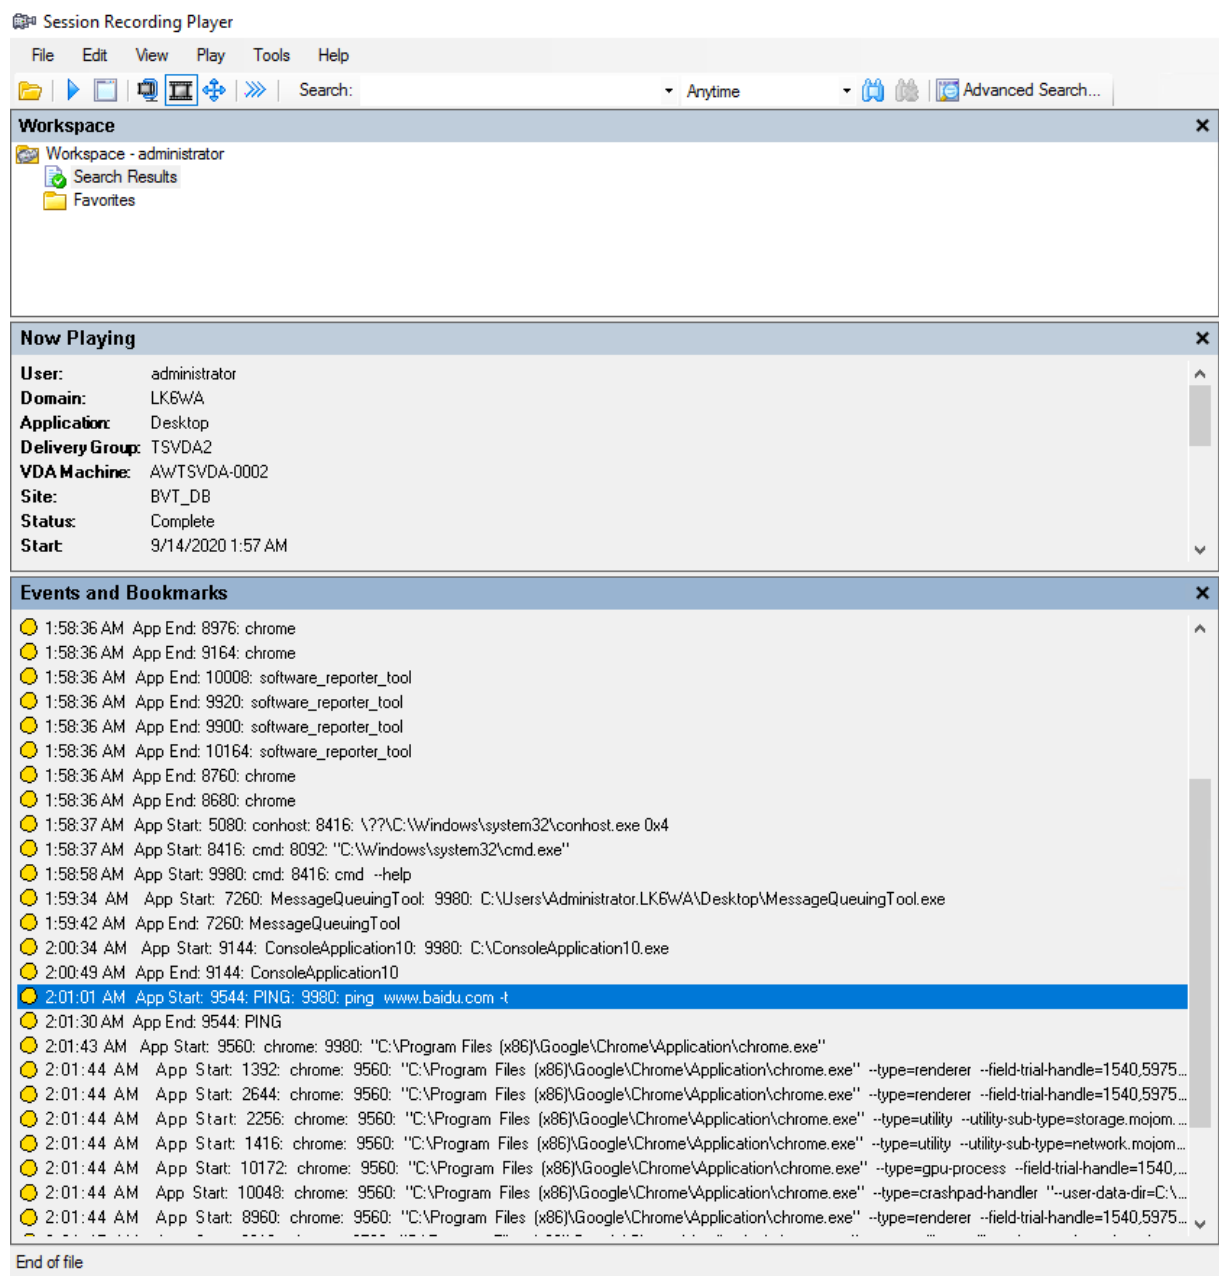 Session Recording Player
File Edit View Play Tools Help
Search: Anytime Advanced Search...
Workspace
Workspace - administrator
Search Results
Favorites
Now Playing
User: administrator
Domain: LK6WA
Application: Desktop
Delivery Group: TSVDA2
VDA Machine: AWTSVDA-0002
Site: BVT_DB
Status: Complete
Start: 9/14/2020 1:57 AM
Events and Bookmarks
1:58:36 AM App End: 8976: chrome
1:58:36 AM App End: 9164: chrome
1:58:36 AM App End: 10008: software_reporter_tool
1:58:36 AM App End: 9920: software_reporter_tool
1:58:36 AM App End: 9900: software_reporter_tool
1:58:36 AM App End: 10164: software_reporter_tool
1:58:36 AM App End: 8760: chrome
1:58:36 AM App End: 8680: chrome
1:58:37 AM App Start: 5080: conhost: 8416: \??\C:\Windows\system32\conhost.exe 0x4
1:58:37 AM App Start: 8416: cmd: 8092: "C:\Windows\system32\cmd.exe"
1:58:58 AM App Start: 9980: cmd: 8416: cmd --help
1:59:34 AM App Start: 7260: MessageQueuingTool: 9980: C:\Users\Administrator.LK6WA\Desktop\MessageQueuingTool.exe
1:59:42 AM App End: 7260: MessageQueuingTool
2:00:34 AM App Start: 9144: ConsoleApplication10: 9980: C:\ConsoleApplication10.exe
2:00:49 AM App End: 9144: ConsoleApplication10
2:01:01 AM App Start: 9544: PING: 9980: ping www.baidu.com -t
2:01:30 AM App End: 9544: PING
2:01:43 AM App Start: 9560: chrome: 9980: "C:\Program Files (x86)\Google\Chrome\Application\chrome.exe"
2:01:44 AM App Start: 1392: chrome: 9560: "C:\Program Files (x86)\Google\Chrome\Application\chrome.exe" --type=renderer --field-trial-handle=1540,5975...
2:01:44 AM App Start: 2644: chrome: 9560: "C:\Program Files (x86)\Google\Chrome\Application\chrome.exe" --type=renderer --field-trial-handle=1540,5975...
2:01:44 AM App Start: 2256: chrome: 9560: "C:\Program Files (x86)\Google\Chrome\Application\chrome.exe" --type=utility --utility-sub-type=storage.mojom....
2:01:44 AM App Start: 1416: chrome: 9560: "C:\Program Files (x86)\Google\Chrome\Application\chrome.exe" --type=utility --utility-sub-type=network.mojom...
2:01:44 AM App Start: 10172: chrome: 9560: "C:\Program Files (x86)\Google\Chrome\Application\chrome.exe" --type=gpu-process --field-trial-handle=1540,...
2:01:44 AM App Start: 10048: chrome: 9560: "C:\Program Files (x86)\Google\Chrome\Application\chrome.exe" --type=crashpad-handler "--user-data-dir=C:\...
2:01:44 AM App Start: 8960: chrome: 9560: "C:\Program Files (x86)\Google\Chrome\Application\chrome.exe" --type=renderer --field-trial-handle=1540,5975...
End of file